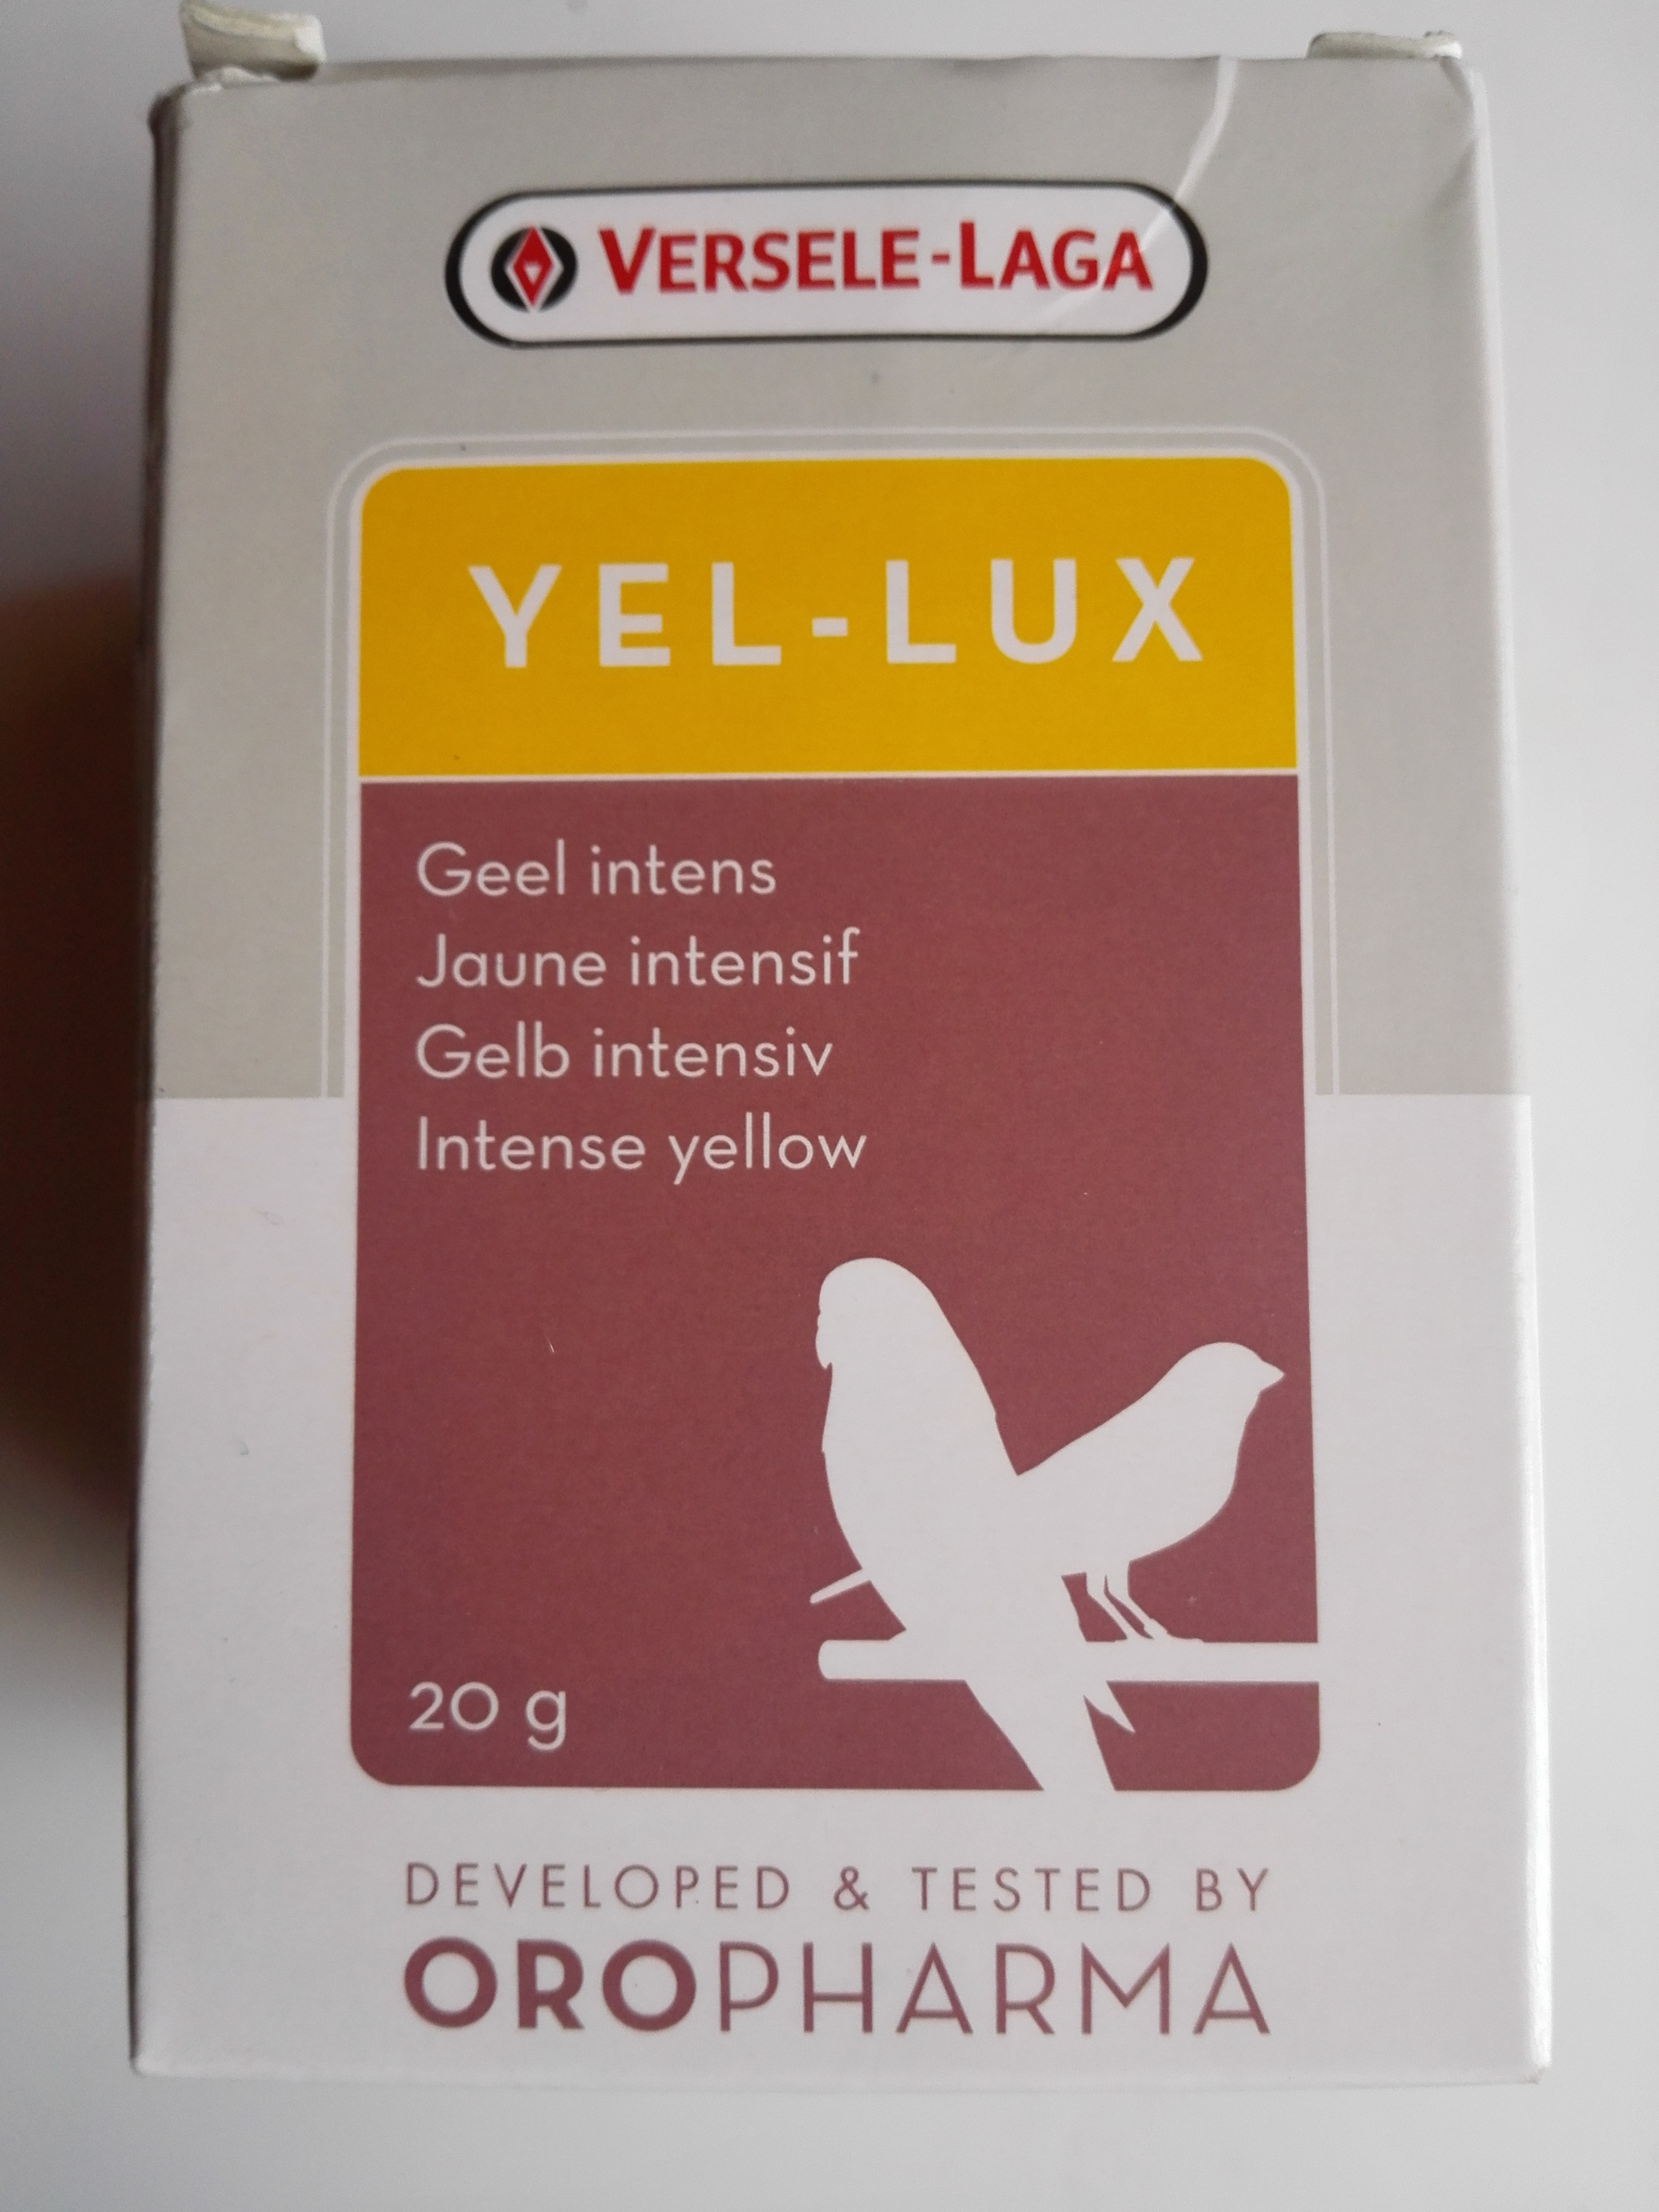 VERSELE-LAGA
YEL-LUX
Geel intens
Jaune intensif
Gelb intensiv
Intense yellow
20 g
DEVELOPED & TESTED BY
OROPHARMA